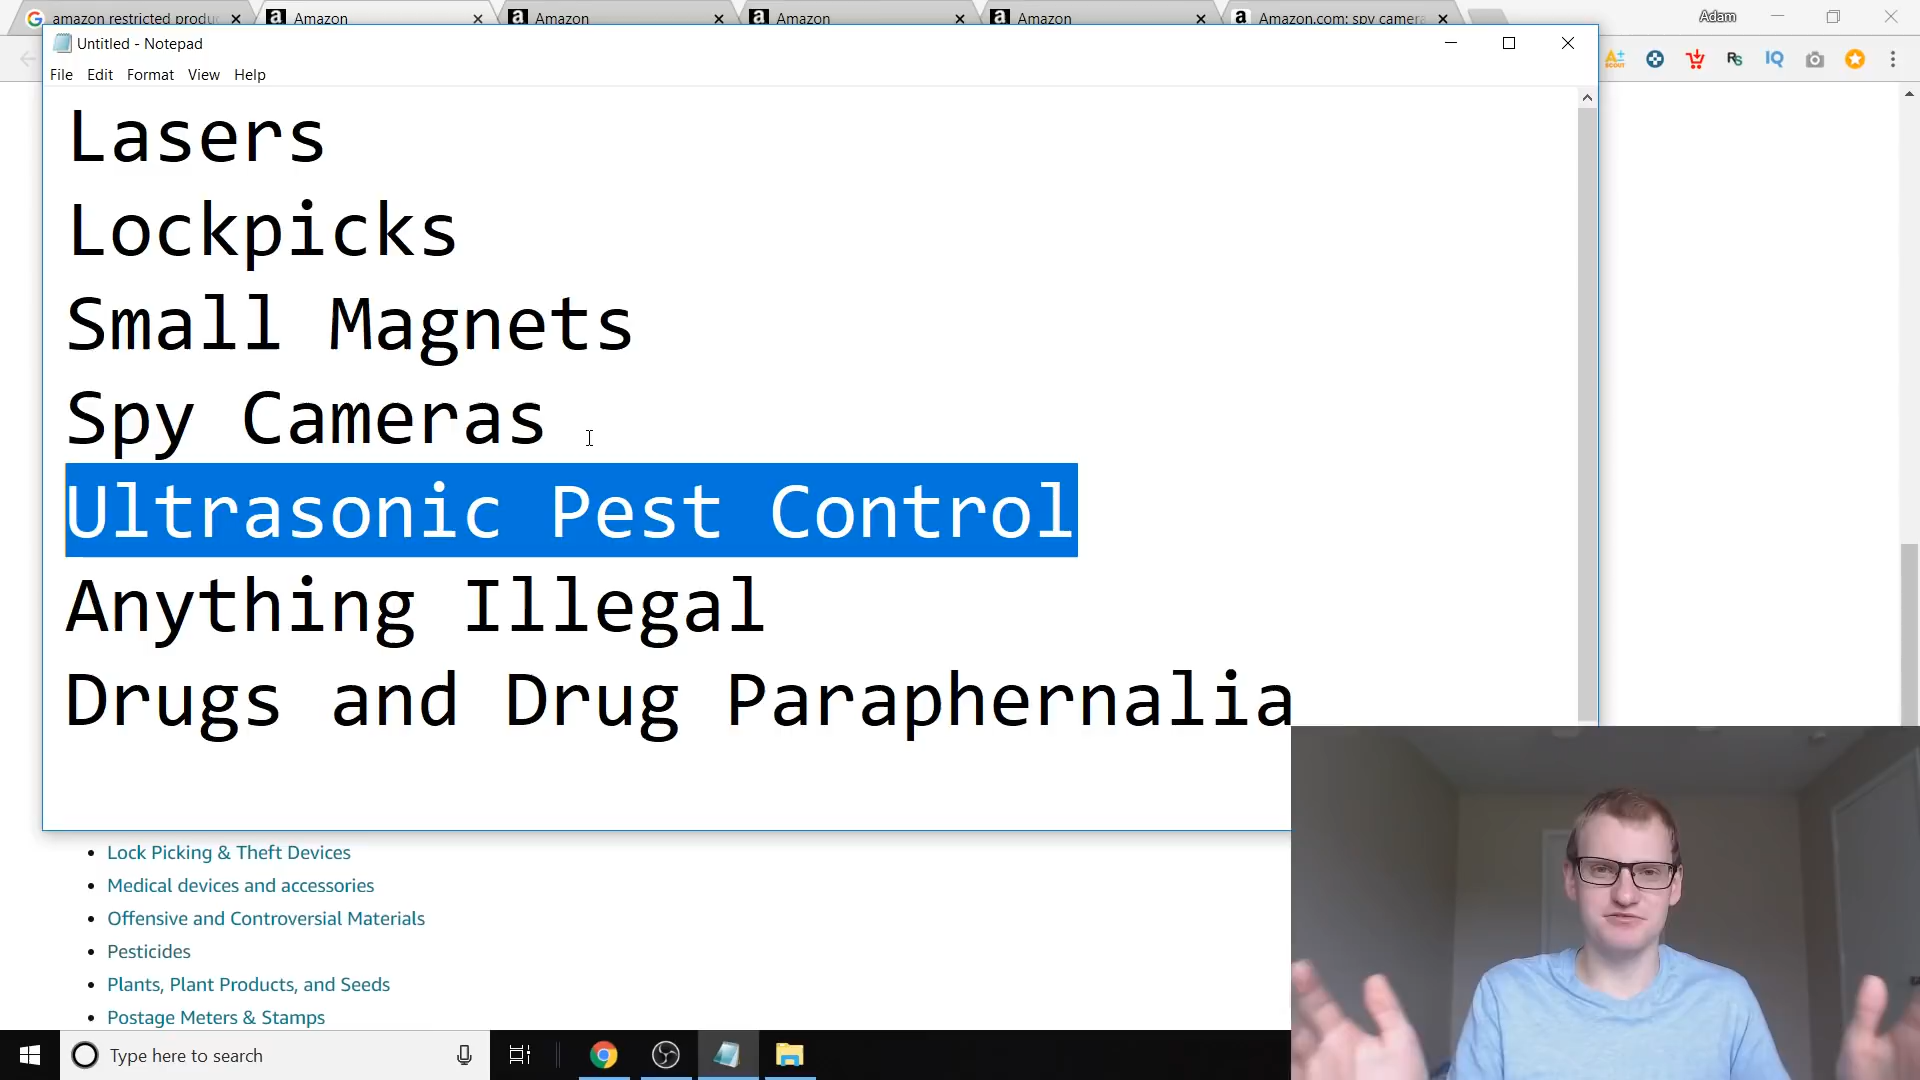 amazon restricted produ
Amazon
Amazon
Amazon
Amazon
Amazon.com: spy camera
Adam
Untitled - Notepad
File Edit Format View Help
Lasers
Lockpicks
Small Magnets
Spy Cameras
Ultrasonic Pest Control
Anything Illegal
Drugs and Drug Paraphernalia
Lock Picking & Theft Devices
Medical devices and accessories
Offensive and Controversial Materials
Pesticides
Plants, Plant Products, and Seeds
Postage Meters & Stamps
Type here to search